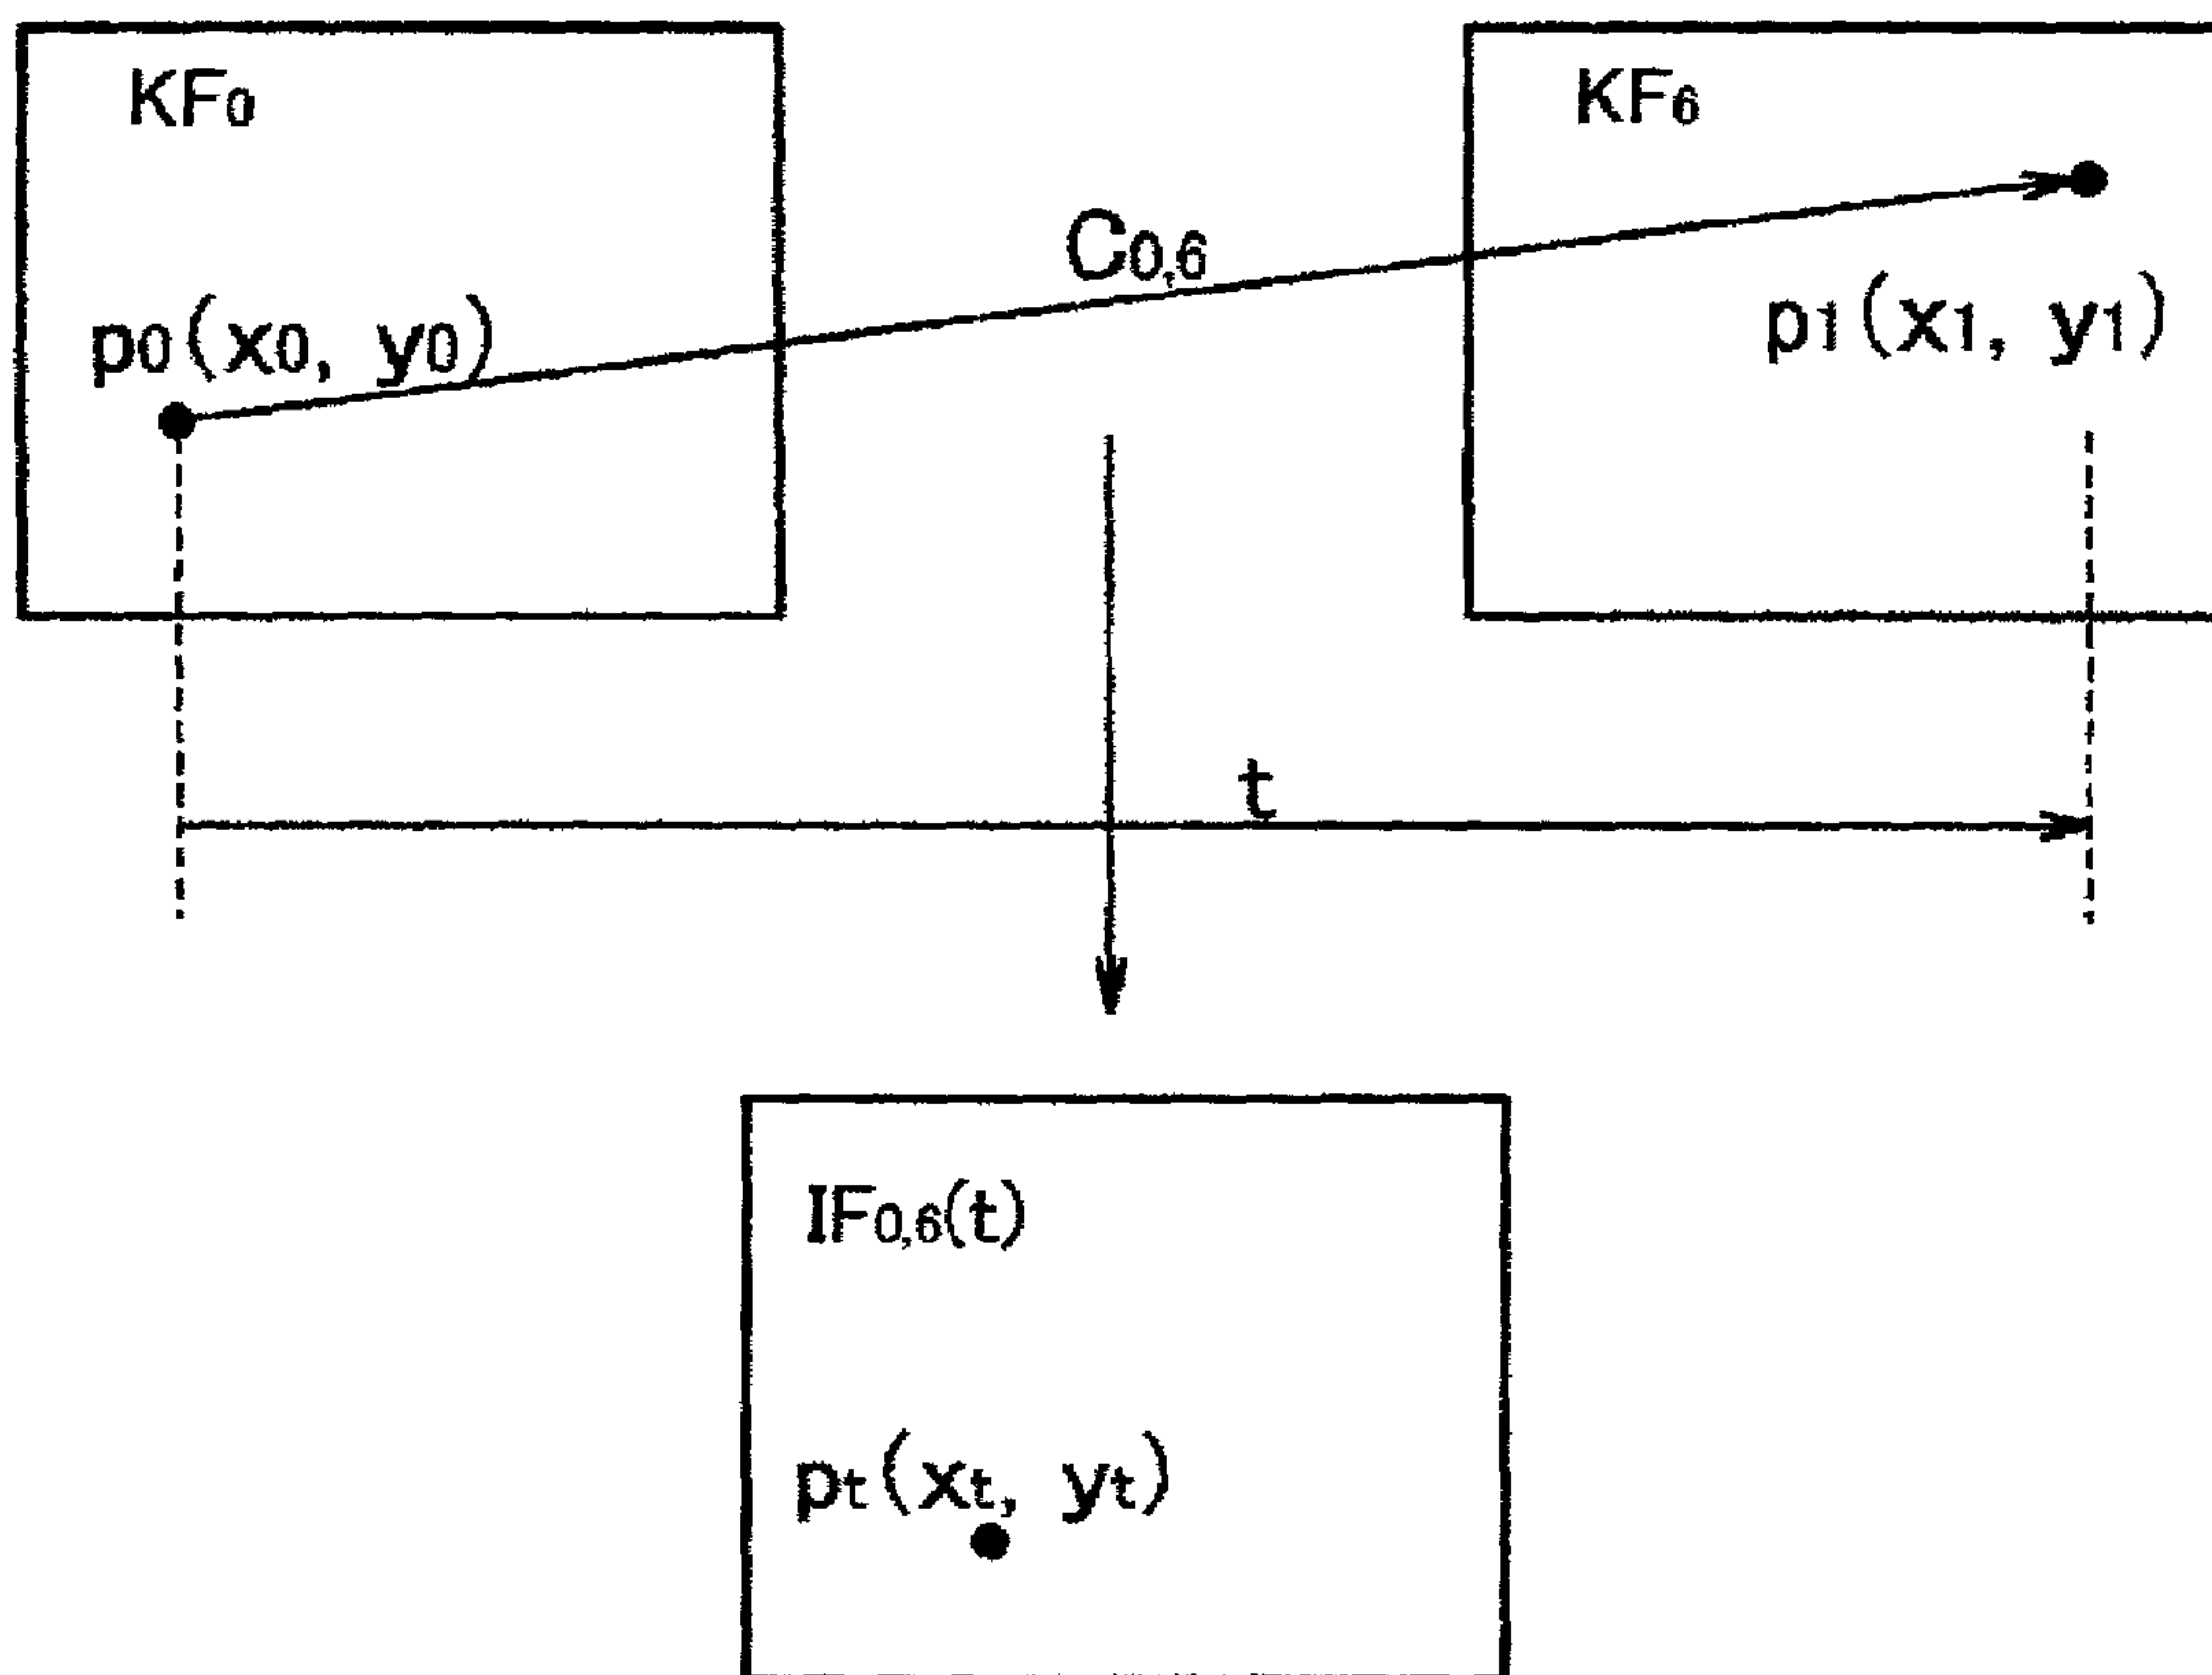 KF0
KF6
C0,6
p0(x0, y0)
p1(x1, y1)
t
IF0,6(t)
pt(xt, yt)